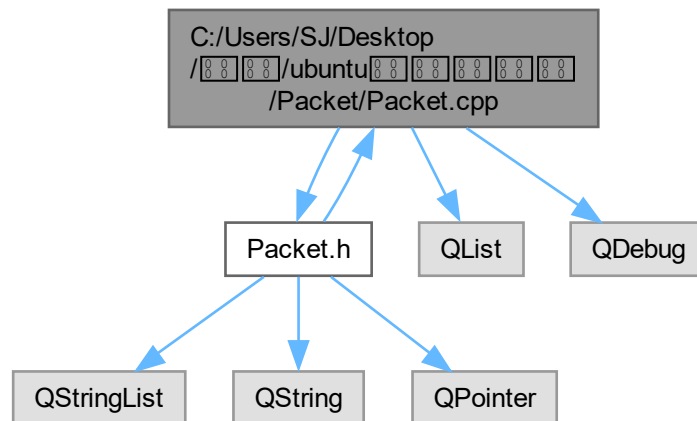 C:/Users/SJ/Desktop
/ /ubuntu
/Packet/Packet.cpp
Packet.h
QList
QDebug
QStringList
QString
QPointer